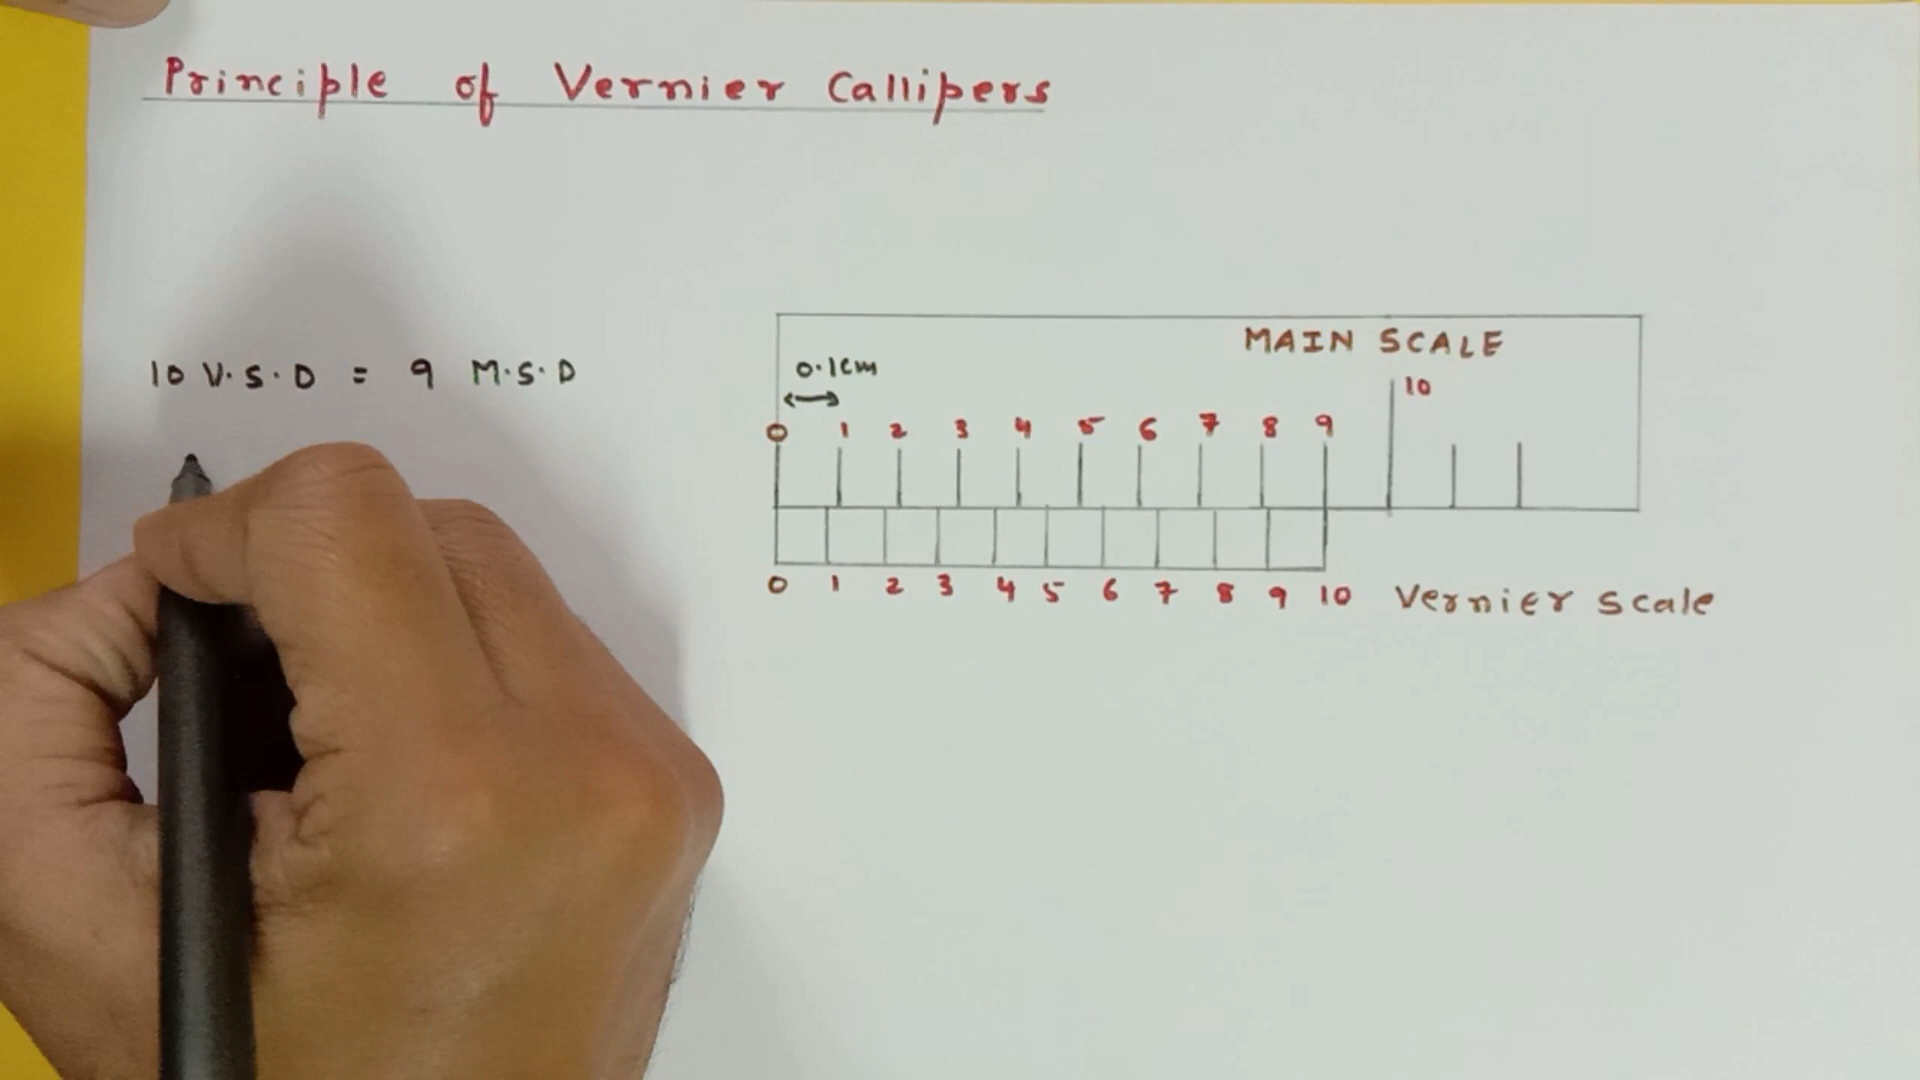 Principle of Vernier Callipers
MAIN SCALE
10 V.S.D = 9 M.S.D
0.1cm
10
0 1 2 3 4 5 6 7 8 9
0 1 2 3 4 5 6 7 8 9 10 Vernier Scale